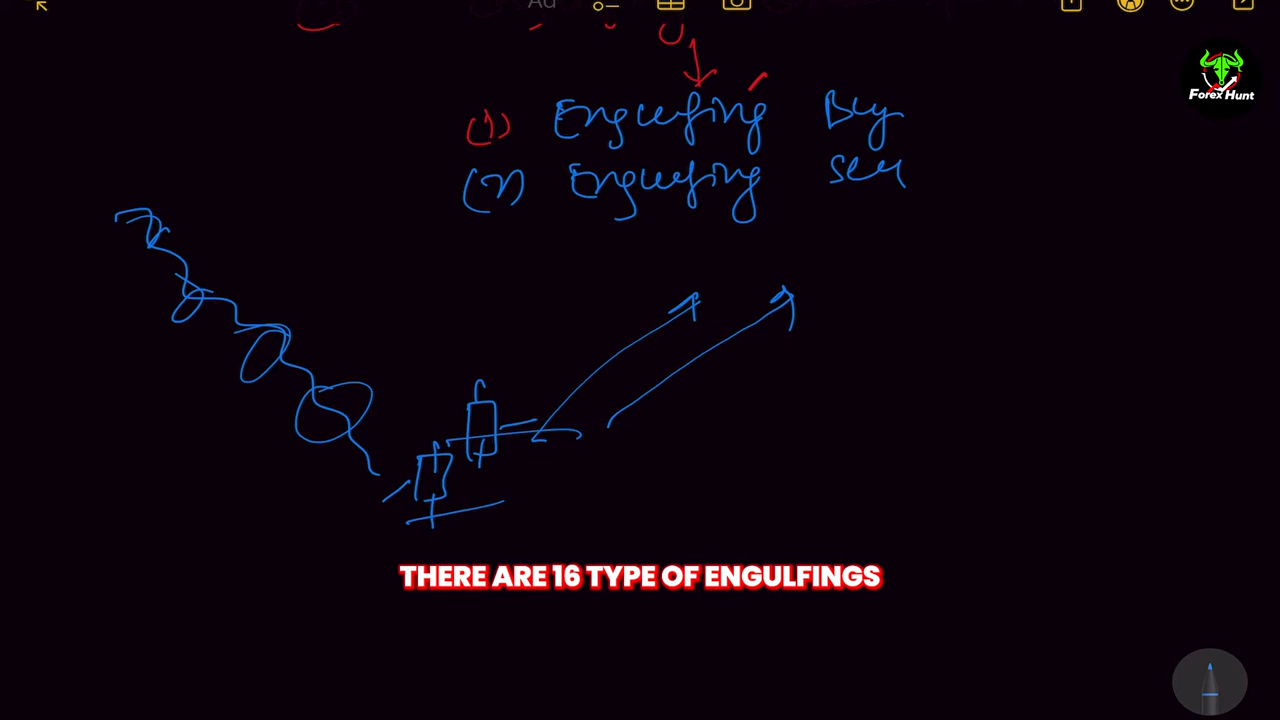 Forex Hunt
(1) Engulfing Buy
(2) Engulfing sell
THERE ARE 16 TYPE OF ENGULFINGS